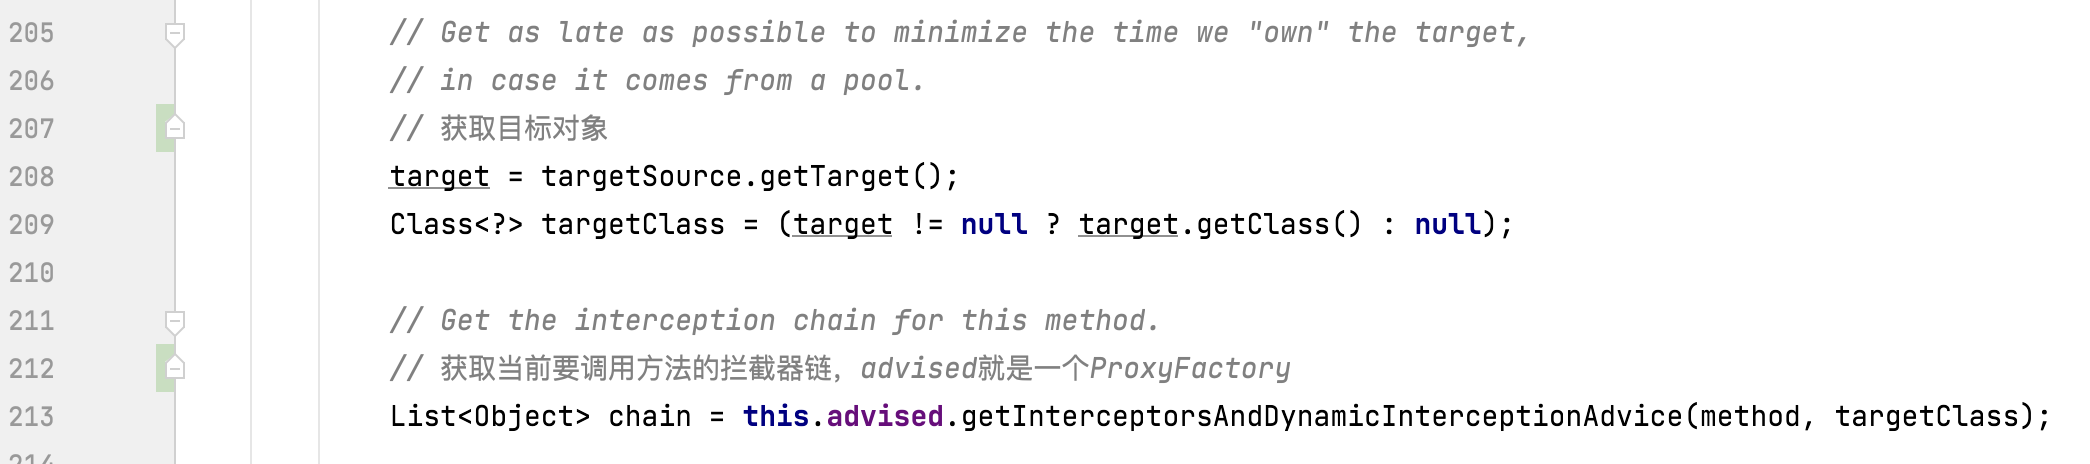 205 // Get as late as possible to minimize the time we "own" the target,
206 // in case it comes from a pool.
207 // 获取目标对象
208 target = targetSource.getTarget();
209 Class<?> targetClass = (target != null ? target.getClass() : null);
210
211 // Get the interception chain for this method.
212 // 获取当前要调用方法的拦截器链，advised就是一个ProxyFactory
213 List<Object> chain = this.advised.getInterceptorsAndDynamicInterceptionAdvice(method, targetClass);
214